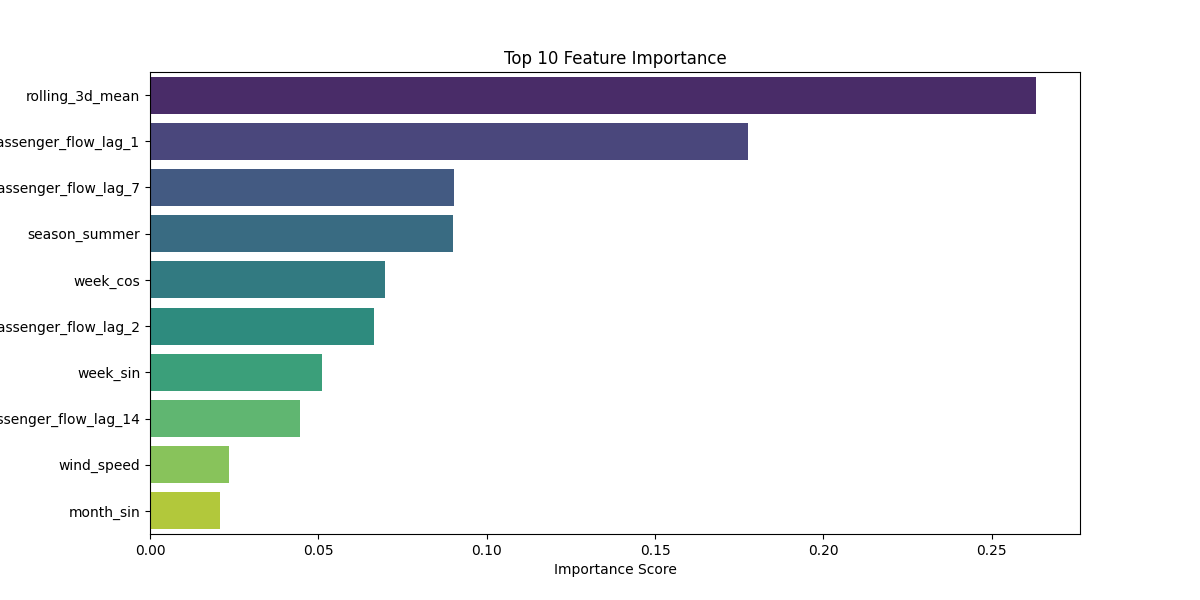 Top 10 Feature Importance
rolling_3d_mean
assenger_flow_lag_1
assenger_flow_lag_7
season_summer
week_cos
assenger_flow_lag_2
week_sin
ssenger_flow_lag_14
wind_speed
month_sin
0.00 0.05 0.10 0.15 0.20 0.25
Importance Score